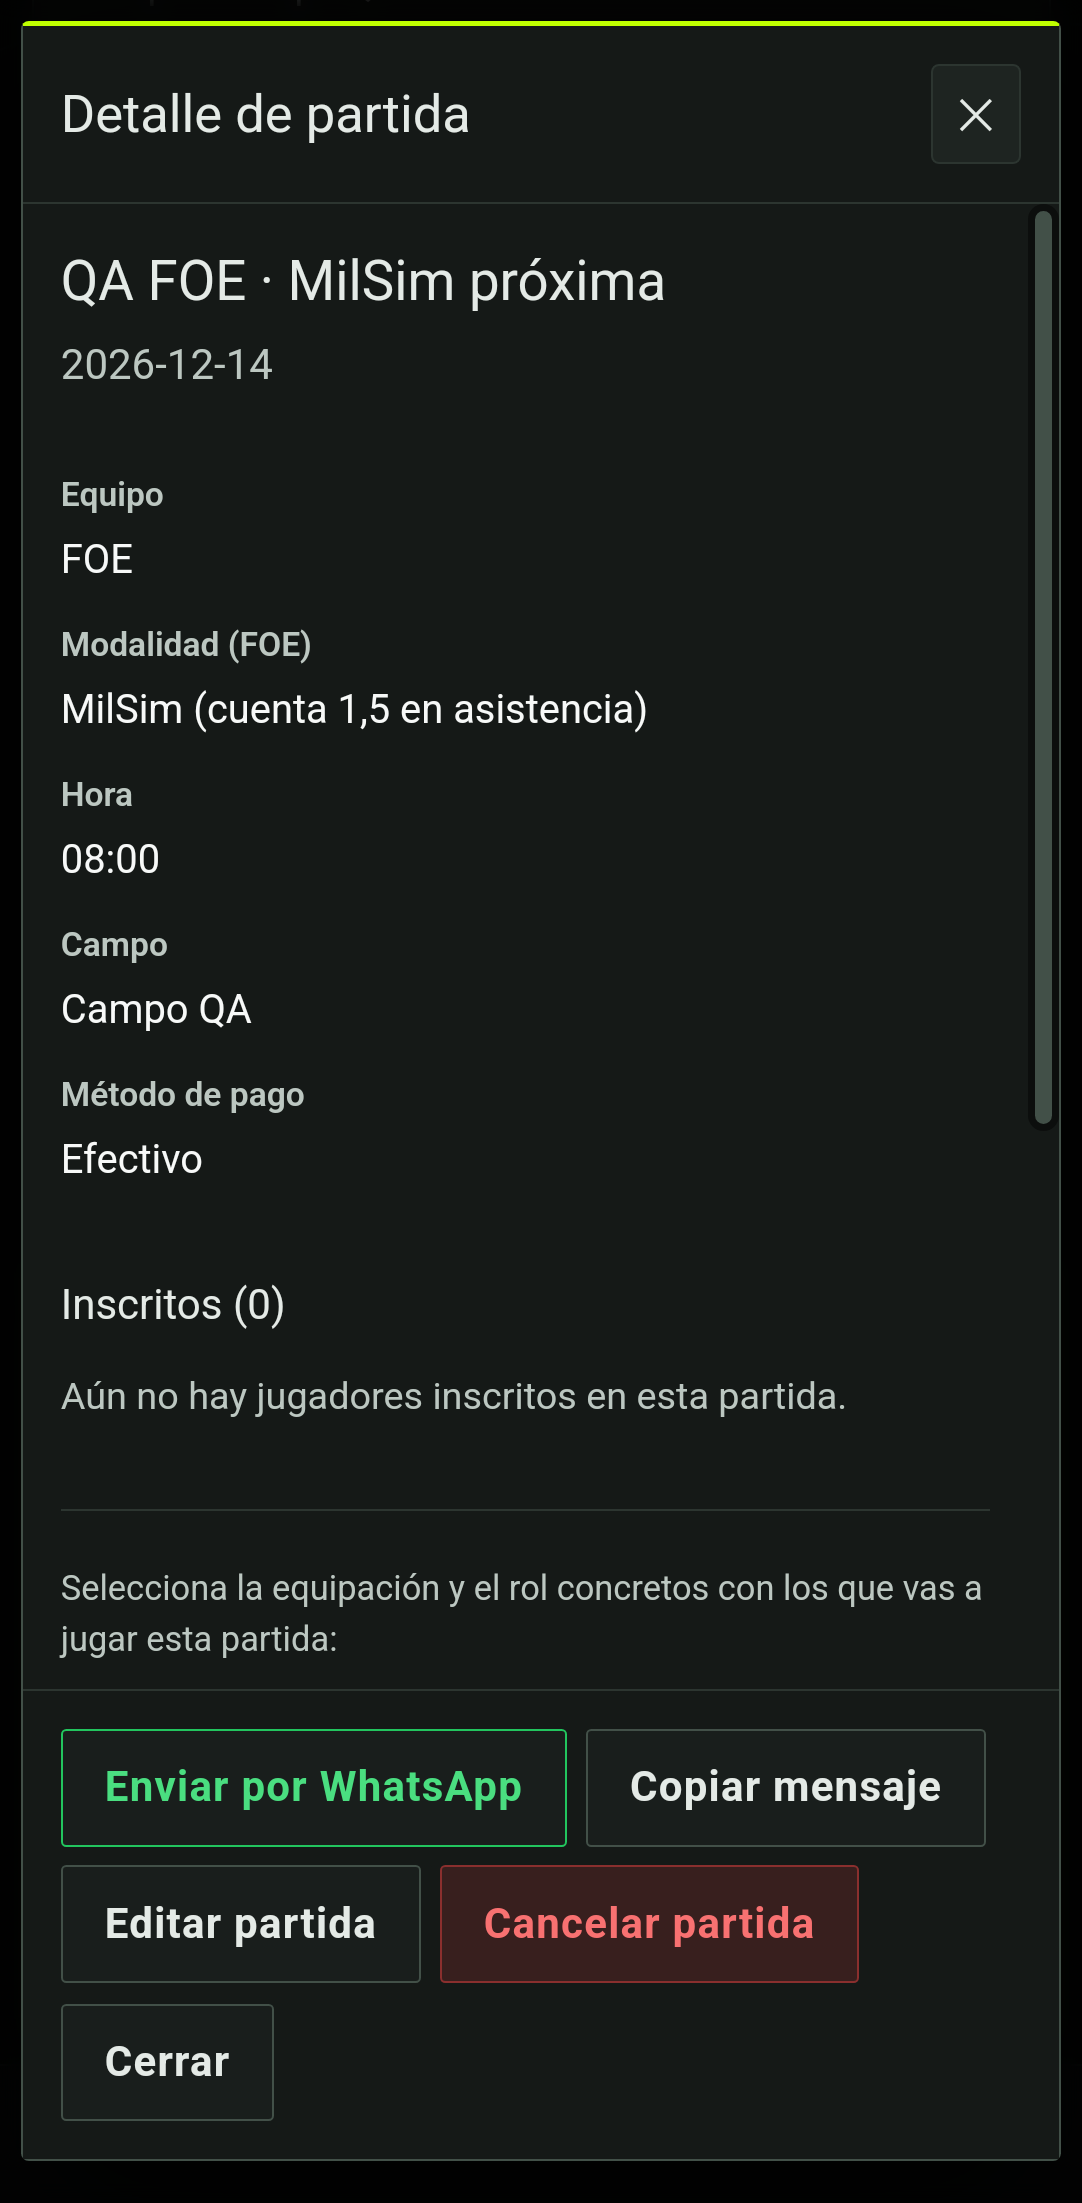 Detalle de partida
QA FOE · MilSim próxima
2026-12-14
Equipo
FOE
Modalidad (FOE)
MilSim (cuenta 1,5 en asistencia)
Hora
08:00
Campo
Campo QA
Método de pago
Efectivo
Inscritos (0)
Aún no hay jugadores inscritos en esta partida.
Selecciona la equipación y el rol concretos con los que vas a
jugar esta partida:
Enviar por WhatsApp
Copiar mensaje
Editar partida
Cancelar partida
Cerrar